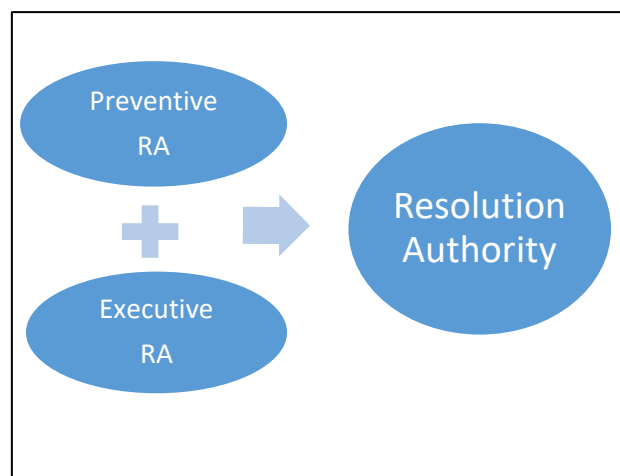 Preventive
RA
Executive
RA
Resolution
Authority